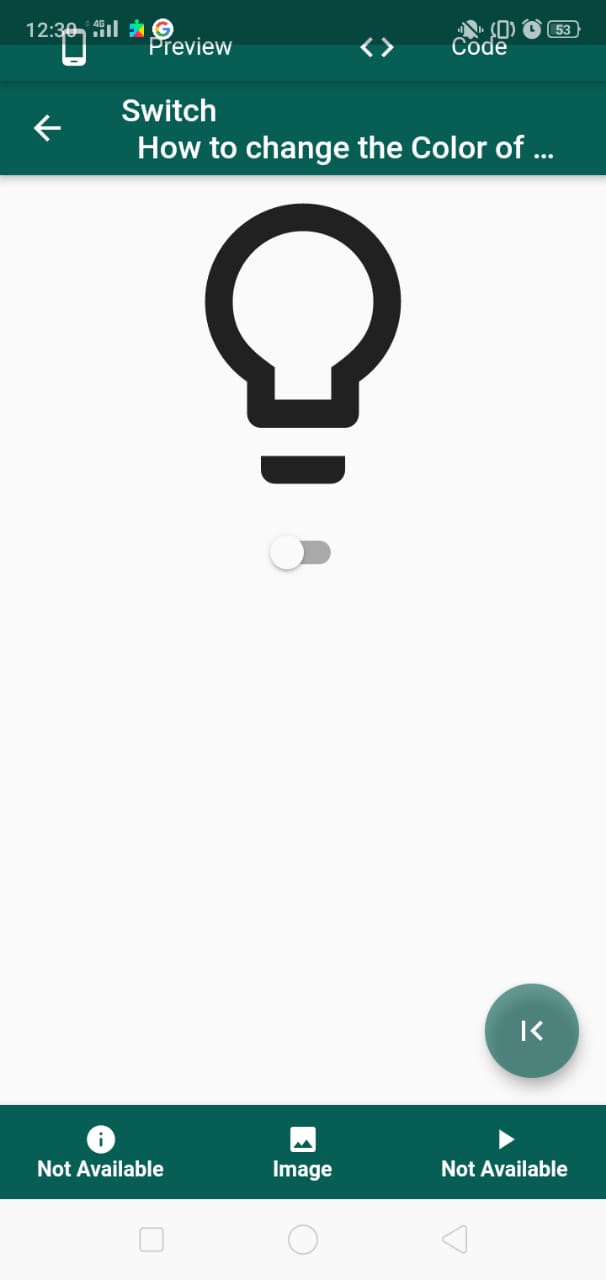 12:30 4G 53
Preview Code
Switch
How to change the Color of ...
Not Available Image Not Available